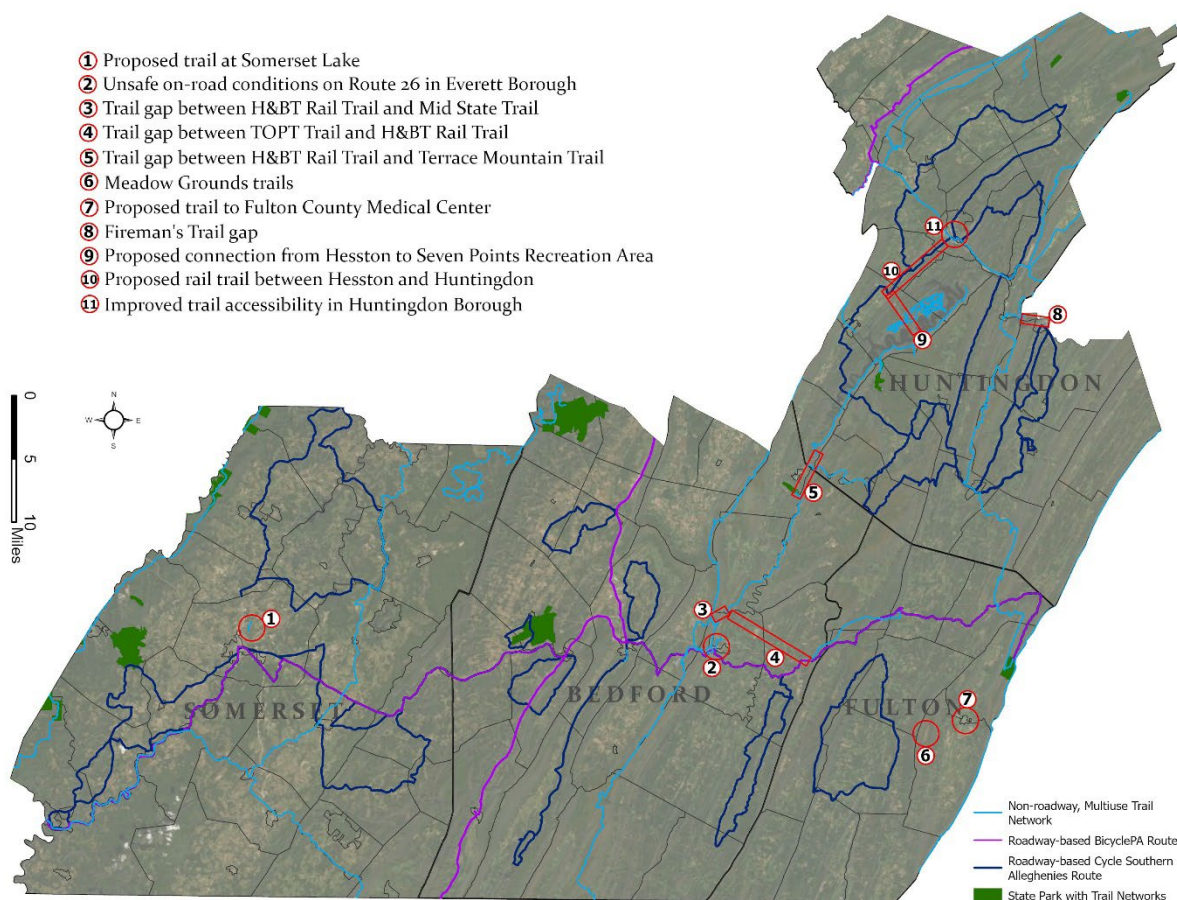 1 Proposed trail at Somerset Lake
2 Unsafe on-road conditions on Route 26 in Everett Borough
3 Trail gap between H&BT Rail Trail and Mid State Trail
4 Trail gap between TOPT Trail and H&BT Rail Trail
5 Trail gap between H&BT Rail Trail and Terrace Mountain Trail
6 Meadow Grounds trails
7 Proposed trail to Fulton County Medical Center
8 Fireman's Trail gap
9 Proposed connection from Hesston to Seven Points Recreation Area
10 Proposed rail trail between Hesston and Huntingdon
11 Improved trail accessibility in Huntingdon Borough
11
10
8
9
HUNTINGDON
0
N
W E
S
5
5
10
Miles
3
1
2
4
BEDFORD
SOMERSET
FULTON
7
6
Non-roadway, Multiuse Trail
Network
Roadway-based BicyclePA Route
Roadway-based Cycle Southern
Alleghenies Route
State Park with Trail Networks